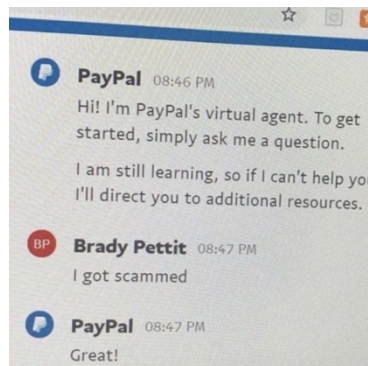 PayPal 08:46 PM
Hi! I'm PayPal's virtual agent. To get
started, simply ask me a question.
I am still learning, so if I can't help yo
I'll direct you to additional resources.
BP Brady Pettit 08:47 PM
I got scammed
PayPal 08:47 PM
Great!